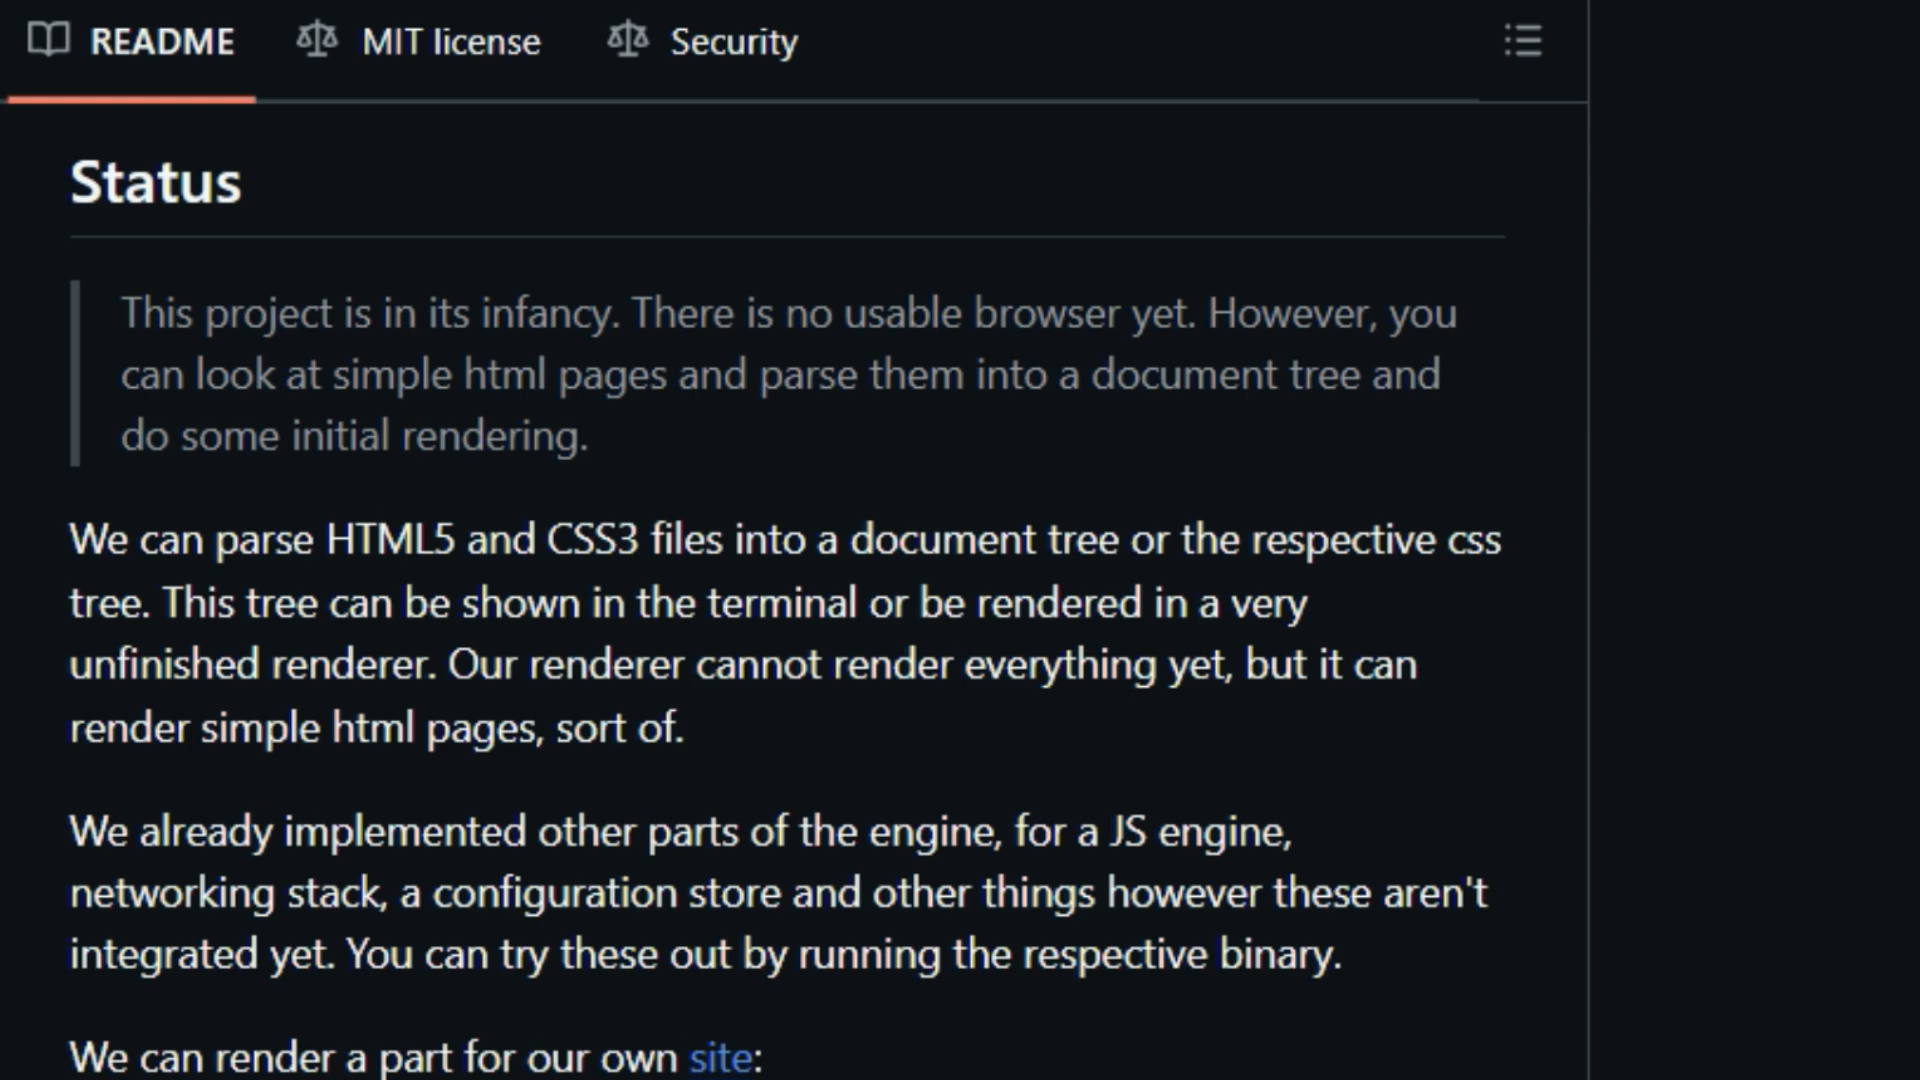 README MIT license Security
Status
This project is in its infancy. There is no usable browser yet. However, you
can look at simple html pages and parse them into a document tree and
do some initial rendering.
We can parse HTML5 and CSS3 files into a document tree or the respective css
tree. This tree can be shown in the terminal or be rendered in a very
unfinished renderer. Our renderer cannot render everything yet, but it can
render simple html pages, sort of.
We already implemented other parts of the engine, for a JS engine,
networking stack, a configuration store and other things however these aren't
integrated yet. You can try these out by running the respective binary.
We can render a part for our own site: